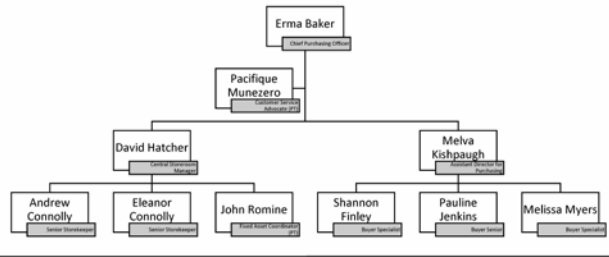 Erma Baker
Chief Purchasing Officer
Pacifique
Munezero
Customer Service
Advocate (PT)
David Hatcher
Central Storeroom
Manager
Melva
Kishpaugh
Assistant Director for
Purchasing
Andrew
Connolly
Senior Storekeeper
Eleanor
Connolly
Senior Storekeeper
John Romine
Fixed Asset Coordinator
(PT)
Shannon
Finley
Buyer Specialist
Pauline
Jenkins
Buyer Senior
Melissa Myers
Buyer Specialist